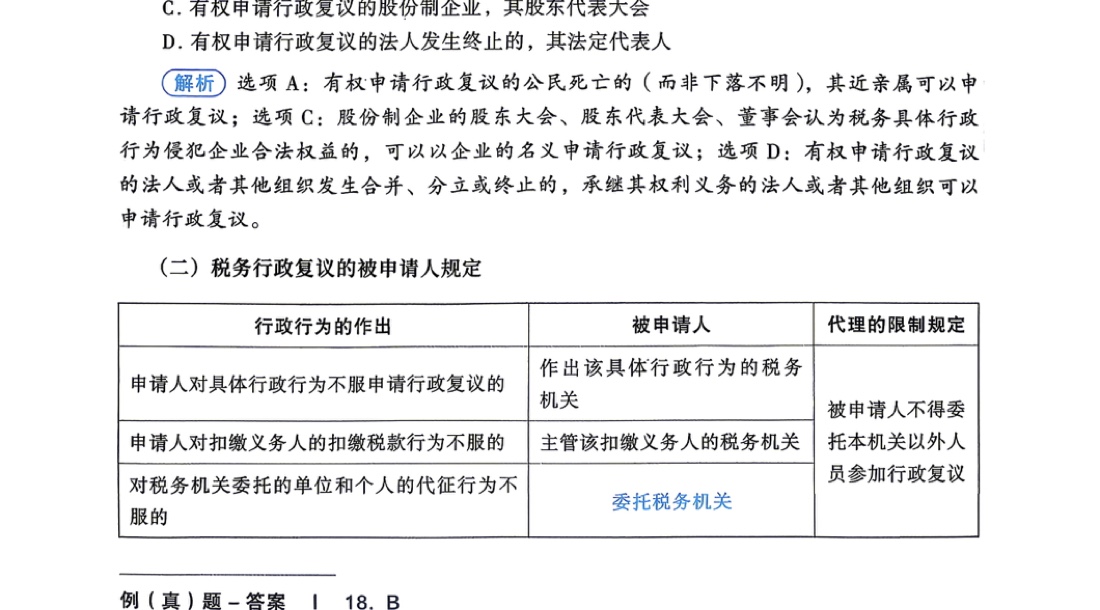 C. 有权申请行政复议的股份制企业，其股东代表大会
D. 有权申请行政复议的法人发生终止的，其法定代表人
解析 选项 A：有权申请行政复议的公民死亡的（而非下落不明），其近亲属可以申
请行政复议；选项 C：股份制企业的股东大会、股东代表大会、董事会认为税务具体行政
行为侵犯企业合法权益的，可以以企业的名义申请行政复议；选项 D：有权申请行政复议
的法人或者其他组织发生合并、分立或终止的，承继其权利义务的法人或者其他组织可以
申请行政复议。
（二）税务行政复议的被申请人规定
行政行为的作出 被申请人 代理的限制规定
申请人对具体行政行为不服申请行政复议的
作出该具体行政行为的税务
机关
申请人对扣缴义务人的扣缴税款行为不服的
主管该扣缴义务人的税务机关
对税务机关委托的单位和个人的代征行为不
服的
委托税务机关
被申请人不得委
托本机关以外人
员参加行政复议
例（真）题－答案 | 18. B